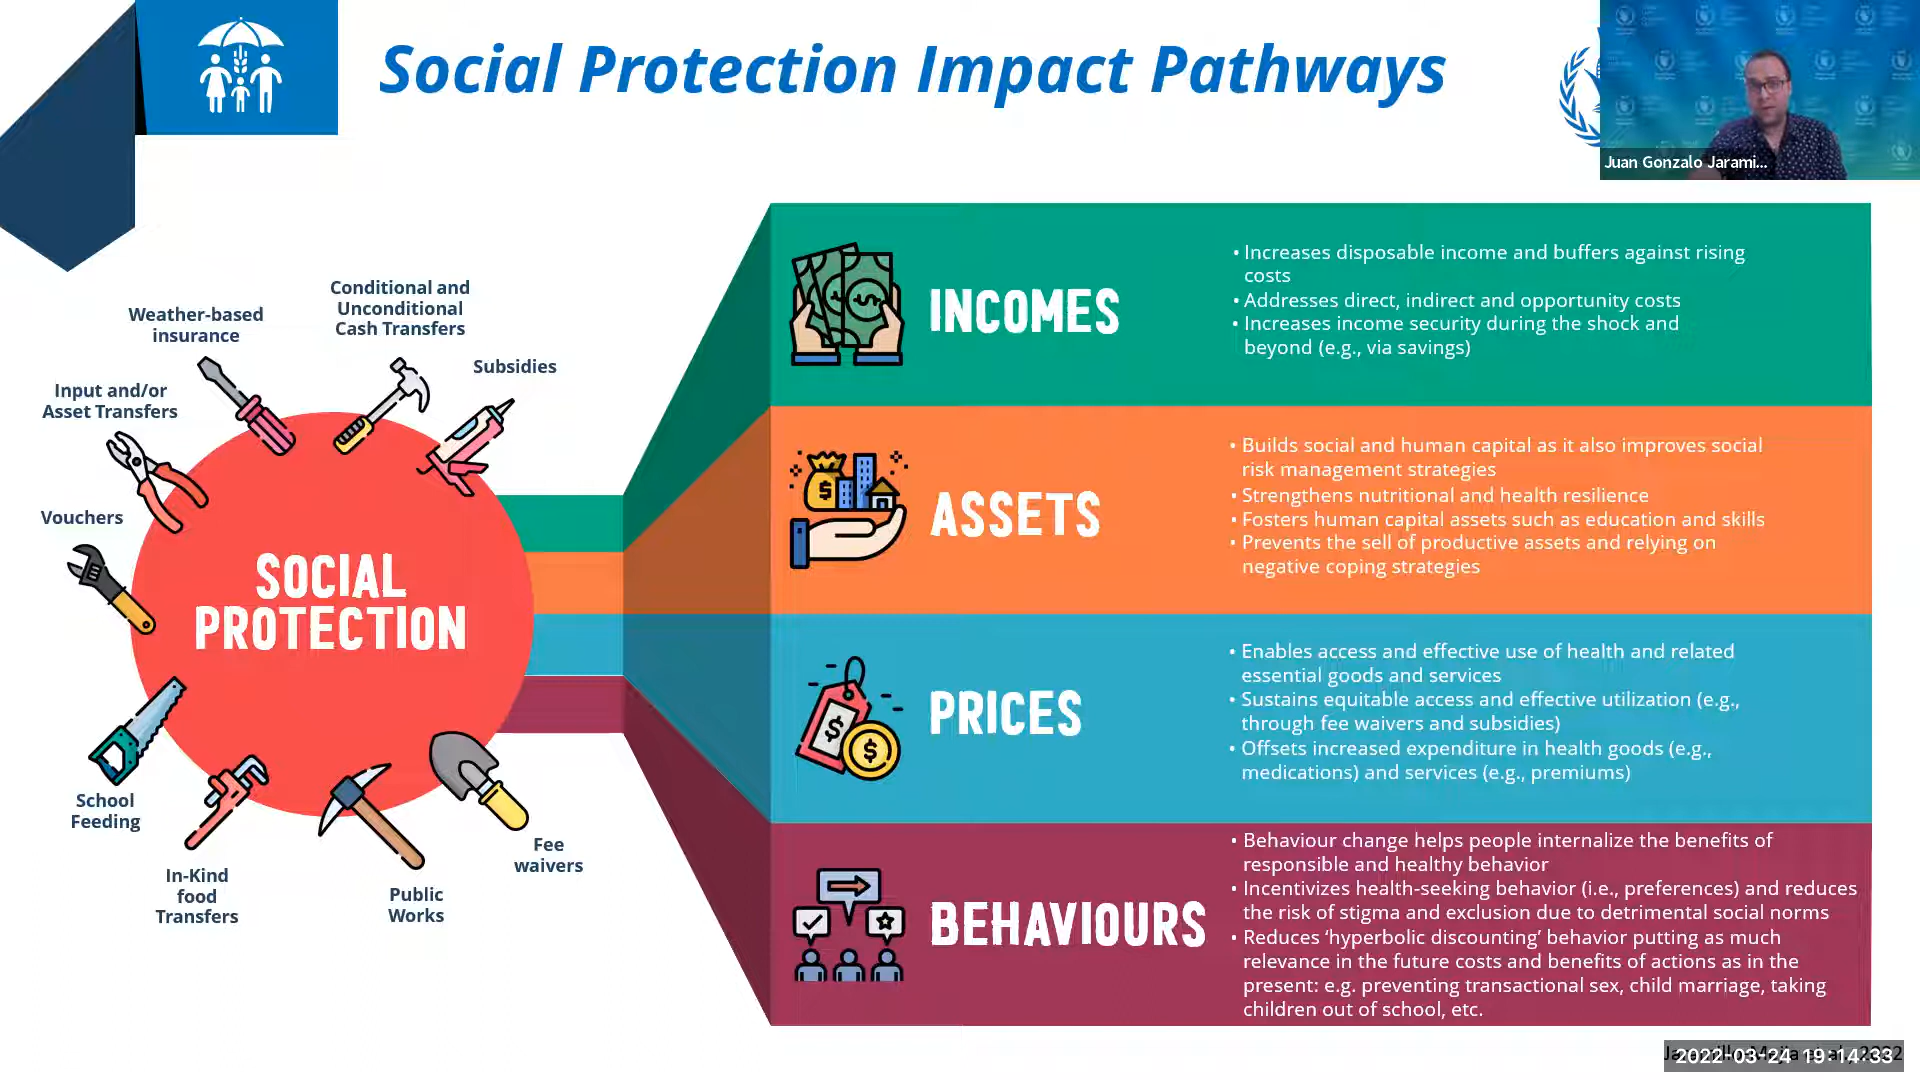 Social Protection Impact Pathways
Juan Gonzalo Jarami...
Conditional and
Unconditional
Cash Transfers
Weather-based
insurance
Subsidies
Input and/or
Asset Transfers
Vouchers
SOCIAL
PROTECTION
School
Feeding
In-Kind
food
Transfers
Public
Works
Fee
waivers
INCOMES
• Increases disposable income and buffers against rising
costs
• Addresses direct, indirect and opportunity costs
• Increases income security during the shock and
beyond (e.g., via savings)
ASSETS
• Builds social and human capital as it also improves social
risk management strategies
• Strengthens nutritional and health resilience
• Fosters human capital assets such as education and skills
• Prevents the sell of productive assets and relying on
negative coping strategies
PRICES
• Enables access and effective use of health and related
essential goods and services
• Sustains equitable access and effective utilization (e.g.,
through fee waivers and subsidies)
• Offsets increased expenditure in health goods (e.g.,
medications) and services (e.g., premiums)
BEHAVIOURS
• Behaviour change helps people internalize the benefits of
responsible and healthy behavior
• Incentivizes health-seeking behavior (i.e., preferences) and reduces
the risk of stigma and exclusion due to detrimental social norms
• Reduces ‘hyperbolic discounting’ behavior putting as much
relevance in the future costs and benefits of actions as in the
present: e.g. preventing transactional sex, child marriage, taking
children out of school, etc.
2022-03-24 19:14:33